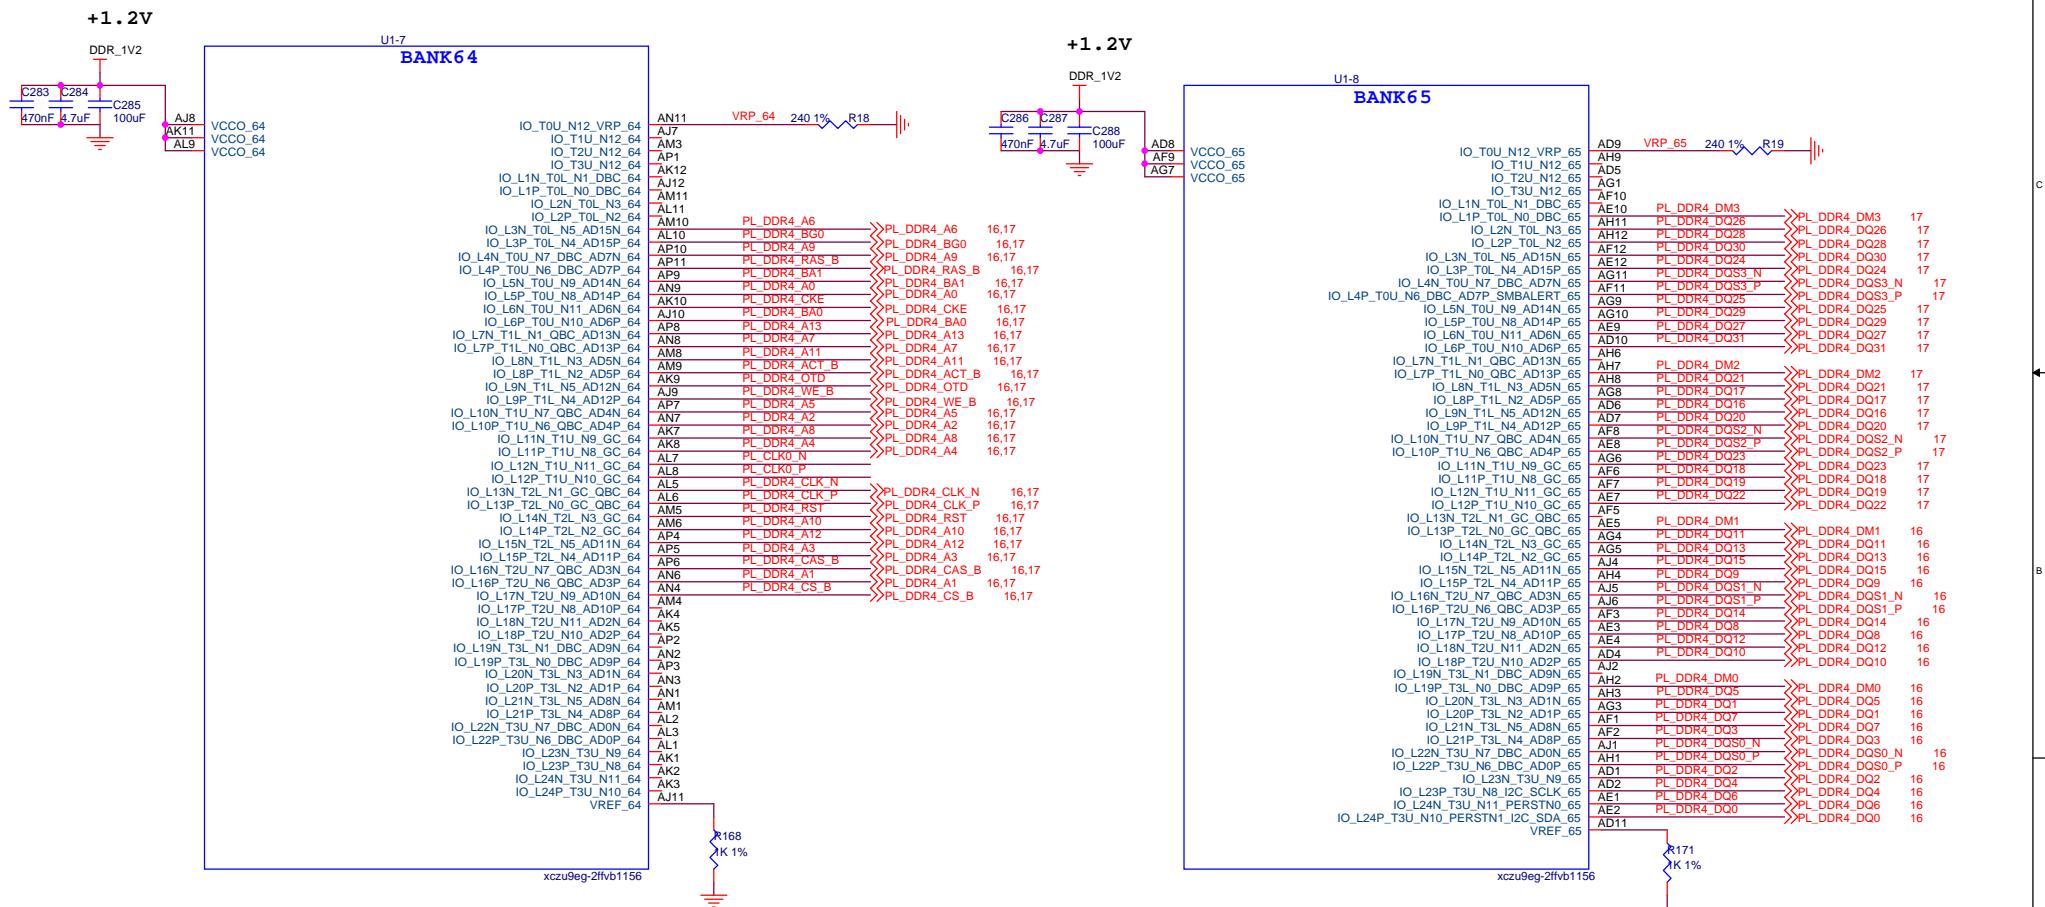 +1.2V
DDR_1V2
C283 C284 C285
470nF 4.7uF 100uF
U1-7
BANK64
AJ8 VCCO_64
AK11 VCCO_64
AL9 VCCO_64
IO_T0U_N12_VRP_64 AN11 VRP_64 240 1% R18
IO_T1U_N12_64 AJ7
IO_T2U_N12_64 AM3
IO_T3U_N12_64 AP1
IO_L1N_T0L_N1_DBC_64 AK12
IO_L1P_T0L_N0_DBC_64 AJ12
IO_L2N_T0L_N3_64 AM11
IO_L2P_T0L_N2_64 AL11
IO_L3N_T0L_N5_AD15N_64 AM10 PL_DDR4_A6 PL_DDR4_A6 16,17
IO_L3P_T0L_N4_AD15P_64 AL10 PL_DDR4_BG0 PL_DDR4_BG0 16,17
IO_L4N_T0U_N7_DBC_AD7N_64 AP10 PL_DDR4_A9 PL_DDR4_A9 16,17
IO_L4P_T0U_N6_DBC_AD7P_64 AP11 PL_DDR4_RAS_B PL_DDR4_RAS_B 16,17
IO_L5N_T0U_N9_AD14N_64 AP9 PL_DDR4_BA1 PL_DDR4_BA1 16,17
IO_L5P_T0U_N8_AD14P_64 AN9 PL_DDR4_A0 PL_DDR4_A0 16,17
IO_L6N_T0U_N11_AD6N_64 AK10 PL_DDR4_CKE PL_DDR4_CKE 16,17
IO_L6P_T0U_N10_AD6P_64 AJ10 PL_DDR4_BA0 PL_DDR4_BA0 16,17
IO_L7N_T1L_N1_QBC_AD13N_64 AP8 PL_DDR4_A13 PL_DDR4_A13 16,17
IO_L7P_T1L_N0_QBC_AD13P_64 AN8 PL_DDR4_A7 PL_DDR4_A7 16,17
IO_L8N_T1L_N3_AD5N_64 AM8 PL_DDR4_A11 PL_DDR4_A11 16,17
IO_L8P_T1L_N2_AD5P_64 AM9 PL_DDR4_ACT_B PL_DDR4_ACT_B 16,17
IO_L9N_T1L_N5_AD12N_64 AK9 PL_DDR4_OTD PL_DDR4_OTD 16,17
IO_L9P_T1L_N4_AD12P_64 AJ9 PL_DDR4_WE_B PL_DDR4_WE_B 16,17
IO_L10N_T1U_N7_QBC_AD4N_64 AP7 PL_DDR4_A5 PL_DDR4_A5 16,17
IO_L10P_T1U_N6_QBC_AD4P_64 AN7 PL_DDR4_A2 PL_DDR4_A2 16,17
IO_L11N_T1U_N9_GC_64 AK7 PL_DDR4_A8 PL_DDR4_A8 16,17
IO_L11P_T1U_N8_GC_64 AK8 PL_DDR4_A4 PL_DDR4_A4 16,17
IO_L12N_T1U_N11_GC_64 AL7 PL_CLK0_N
IO_L12P_T1U_N10_GC_64 AL8 PL_CLK0_P
IO_L13N_T2L_N1_GC_QBC_64 AL5 PL_DDR4_CLK_N PL_DDR4_CLK_N 16,17
IO_L13P_T2L_N0_GC_QBC_64 AL6 PL_DDR4_CLK_P PL_DDR4_CLK_P 16,17
IO_L14N_T2L_N3_GC_64 AM5 PL_DDR4_RST PL_DDR4_RST 16,17
IO_L14P_T2L_N2_GC_64 AM6 PL_DDR4_A10 PL_DDR4_A10 16,17
IO_L15N_T2L_N5_AD11N_64 AP4 PL_DDR4_A12 PL_DDR4_A12 16,17
IO_L15P_T2L_N4_AD11P_64 AP5 PL_DDR4_A3 PL_DDR4_A3 16,17
IO_L16N_T2U_N7_QBC_AD3N_64 AP6 PL_DDR4_CAS_B PL_DDR4_CAS_B 16,17
IO_L16P_T2U_N6_QBC_AD3P_64 AN6 PL_DDR4_A1 PL_DDR4_A1 16,17
IO_L17N_T2U_N9_AD10N_64 AN4 PL_DDR4_CS_B PL_DDR4_CS_B 16,17
IO_L17P_T2U_N8_AD10P_64 AM4
IO_L18N_T2U_N11_AD2N_64 AK4
IO_L18P_T2U_N10_AD2P_64 AK5
IO_L19N_T3L_N1_DBC_AD9N_64 AP2
IO_L19P_T3L_N0_DBC_AD9P_64 AN2
IO_L20N_T3L_N3_AD1N_64 AP3
IO_L20P_T3L_N2_AD1P_64 AN3
IO_L21N_T3L_N5_AD8N_64 AN1
IO_L21P_T3L_N4_AD8P_64 AM1
IO_L22N_T3U_N7_DBC_AD0N_64 AL2
IO_L22P_T3U_N6_DBC_AD0P_64 AL3
IO_L23N_T3U_N9_64 AL1
IO_L23P_T3U_N8_64 AK1
IO_L24N_T3U_N11_64 AK2
IO_L24P_T3U_N10_64 AK3
VREF_64 AJ11
R168
1K 1%
xczu9eg-2ffvb1156
+1.2V
DDR_1V2
C286 C287 C288
470nF 4.7uF 100uF
U1-8
BANK65
AD8 VCCO_65
AF9 VCCO_65
AG7 VCCO_65
IO_T0U_N12_VRP_65 AD9 VRP_65 240 1% R19
IO_T1U_N12_65 AH9
IO_T2U_N12_65 AD5
IO_T3U_N12_65 AG1
IO_L1N_T0L_N1_DBC_65 AF10
IO_L1P_T0L_N0_DBC_65 AE10 PL_DDR4_DM3 PL_DDR4_DM3 17
IO_L2N_T0L_N3_65 AH11 PL_DDR4_DQ26 PL_DDR4_DQ26 17
IO_L2P_T0L_N2_65 AH12 PL_DDR4_DQ28 PL_DDR4_DQ28 17
IO_L3N_T0L_N5_AD15N_65 AF12 PL_DDR4_DQ30 PL_DDR4_DQ30 17
IO_L3P_T0L_N4_AD15P_65 AE12 PL_DDR4_DQ24 PL_DDR4_DQ24 17
IO_L4N_T0U_N7_DBC_AD7N_65 AG11 PL_DDR4_DQS3_N PL_DDR4_DQS3_N 17
IO_L4P_T0U_N6_DBC_AD7P_SMBALERT_65 AF11 PL_DDR4_DQS3_P PL_DDR4_DQS3_P 17
IO_L5N_T0U_N9_AD14N_65 AG9 PL_DDR4_DQ25 PL_DDR4_DQ25 17
IO_L5P_T0U_N8_AD14P_65 AG10 PL_DDR4_DQ29 PL_DDR4_DQ29 17
IO_L6N_T0U_N11_AD6N_65 AE9 PL_DDR4_DQ27 PL_DDR4_DQ27 17
IO_L6P_T0U_N10_AD6P_65 AD10 PL_DDR4_DQ31 PL_DDR4_DQ31 17
IO_L7N_T1L_N1_QBC_AD13N_65 AH6
IO_L7P_T1L_N0_QBC_AD13P_65 AH7 PL_DDR4_DM2 PL_DDR4_DM2 17
IO_L8N_T1L_N3_AD5N_65 AH8 PL_DDR4_DQ21 PL_DDR4_DQ21 17
IO_L8P_T1L_N2_AD5P_65 AG8 PL_DDR4_DQ17 PL_DDR4_DQ17 17
IO_L9N_T1L_N5_AD12N_65 AD6 PL_DDR4_DQ16 PL_DDR4_DQ16 17
IO_L9P_T1L_N4_AD12P_65 AD7 PL_DDR4_DQ20 PL_DDR4_DQ20 17
IO_L10N_T1U_N7_QBC_AD4N_65 AF8 PL_DDR4_DQS2_N PL_DDR4_DQS2_N 17
IO_L10P_T1U_N6_QBC_AD4P_65 AE8 PL_DDR4_DQS2_P PL_DDR4_DQS2_P 17
IO_L11N_T1U_N9_GC_65 AG6 PL_DDR4_DQ23 PL_DDR4_DQ23 17
IO_L11P_T1U_N8_GC_65 AF6 PL_DDR4_DQ18 PL_DDR4_DQ18 17
IO_L12N_T1U_N11_GC_65 AF7 PL_DDR4_DQ19 PL_DDR4_DQ19 17
IO_L12P_T1U_N10_GC_65 AE7 PL_DDR4_DQ22 PL_DDR4_DQ22 17
IO_L13N_T2L_N1_GC_QBC_65 AF5
IO_L13P_T2L_N0_GC_QBC_65 AE5 PL_DDR4_DM1 PL_DDR4_DM1 16
IO_L14N_T2L_N3_GC_65 AG4 PL_DDR4_DQ11 PL_DDR4_DQ11 16
IO_L14P_T2L_N2_GC_65 AG5 PL_DDR4_DQ13 PL_DDR4_DQ13 16
IO_L15N_T2L_N5_AD11N_65 AJ4 PL_DDR4_DQ15 PL_DDR4_DQ15 16
IO_L15P_T2L_N4_AD11P_65 AH4 PL_DDR4_DQ9 PL_DDR4_DQ9 16
IO_L16N_T2U_N7_QBC_AD3N_65 AJ5 PL_DDR4_DQS1_N PL_DDR4_DQS1_N 16
IO_L16P_T2U_N6_QBC_AD3P_65 AJ6 PL_DDR4_DQS1_P PL_DDR4_DQS1_P 16
IO_L17N_T2U_N9_AD10N_65 AF3 PL_DDR4_DQ14 PL_DDR4_DQ14 16
IO_L17P_T2U_N8_AD10P_65 AE3 PL_DDR4_DQ8 PL_DDR4_DQ8 16
IO_L18N_T2U_N11_AD2N_65 AE4 PL_DDR4_DQ12 PL_DDR4_DQ12 16
IO_L18P_T2U_N10_AD2P_65 AD4 PL_DDR4_DQ10 PL_DDR4_DQ10 16
IO_L19N_T3L_N1_DBC_AD9N_65 AJ2
IO_L19P_T3L_N0_DBC_AD9P_65 AH2 PL_DDR4_DM0 PL_DDR4_DM0 16
IO_L20N_T3L_N3_AD1N_65 AH3 PL_DDR4_DQ5 PL_DDR4_DQ5 16
IO_L20P_T3L_N2_AD1P_65 AG3 PL_DDR4_DQ1 PL_DDR4_DQ1 16
IO_L21N_T3L_N5_AD8N_65 AF1 PL_DDR4_DQ7 PL_DDR4_DQ7 16
IO_L21P_T3L_N4_AD8P_65 AF2 PL_DDR4_DQ3 PL_DDR4_DQ3 16
IO_L22N_T3U_N7_DBC_AD0N_65 AJ1 PL_DDR4_DQS0_N PL_DDR4_DQS0_N 16
IO_L22P_T3U_N6_DBC_AD0P_65 AH1 PL_DDR4_DQS0_P PL_DDR4_DQS0_P 16
IO_L23N_T3U_N9_65 AD1 PL_DDR4_DQ2 PL_DDR4_DQ2 16
IO_L23P_T3U_N8_I2C_SCLK_65 AD2 PL_DDR4_DQ4 PL_DDR4_DQ4 16
IO_L24N_T3U_N11_PERSTN0_65 AE1 PL_DDR4_DQ6 PL_DDR4_DQ6 16
IO_L24P_T3U_N10_PERSTN1_I2C_SDA_65 AE2 PL_DDR4_DQ0 PL_DDR4_DQ0 16
VREF_65 AD11
R171
1K 1%
xczu9eg-2ffvb1156
C
B